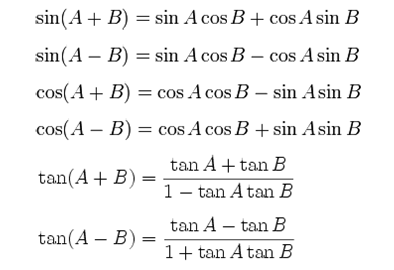 sin(A + B) = sin A cos B + cos A sin B
sin(A − B) = sin A cos B − cos A sin B
cos(A + B) = cos A cos B − sin A sin B
cos(A − B) = cos A cos B + sin A sin B
tan(A + B) = (tan A + tan B) / (1 − tan A tan B)
tan(A − B) = (tan A − tan B) / (1 + tan A tan B)